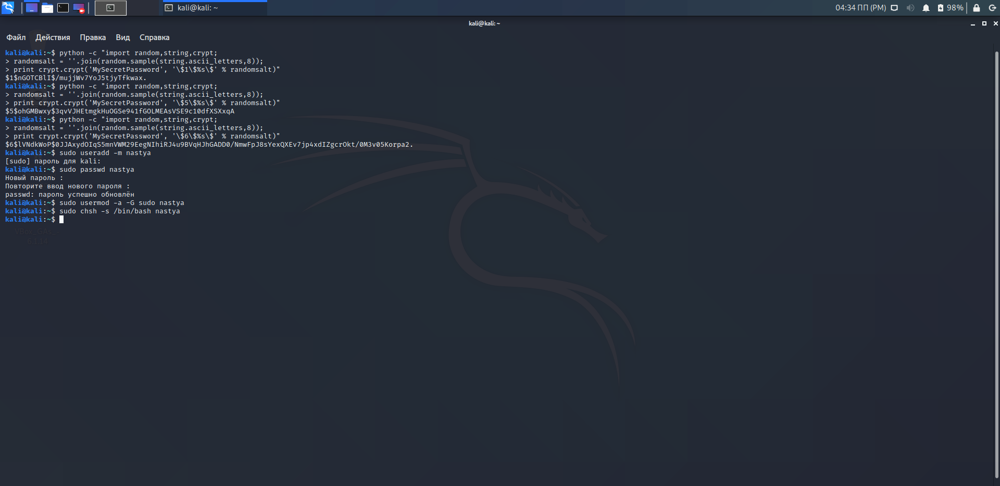 kali@kali: ~
04:34 ПП (PM)
98%
kali@kali: ~
Файл Действия Правка Вид Справка
kali@kali:~$ python -c "import random,string,crypt;
> randomsalt = ''.join(random.sample(string.ascii_letters,8));
> print crypt.crypt('MySecretPassword', '\$1\$%s\$' % randomsalt)"
$1$nGOTCBlI$/mujjWv7YoJ5tjyTfkwax.
kali@kali:~$ python -c "import random,string,crypt;
> randomsalt = ''.join(random.sample(string.ascii_letters,8));
> print crypt.crypt('MySecretPassword', '\$5\$%s\$' % randomsalt)"
$5$ohGMBwxy$3qvVJHEtmgkHuOGSe941fGOLMEAsVSE9c10dfXSXxqA
kali@kali:~$ python -c "import random,string,crypt;
> randomsalt = ''.join(random.sample(string.ascii_letters,8));
> print crypt.crypt('MySecretPassword', '\$6\$%s\$' % randomsalt)"
$6$lVNdkWoP$0JJAxydOIqS5mnVWM29EegNIhiRJ4u9BVqHJhGADD0/NmwFpJ8sYexQXEv7jp4xdIZgcrOkt/0M3v05Korpa2.
kali@kali:~$ sudo useradd -m nastya
[sudo] пароль для kali:
kali@kali:~$ sudo passwd nastya
Новый пароль :
Повторите ввод нового пароля :
passwd: пароль успешно обновлён
kali@kali:~$ sudo usermod -a -G sudo nastya
kali@kali:~$ sudo chsh -s /bin/bash nastya
kali@kali:~$
VBox_GAs_
6.1.14